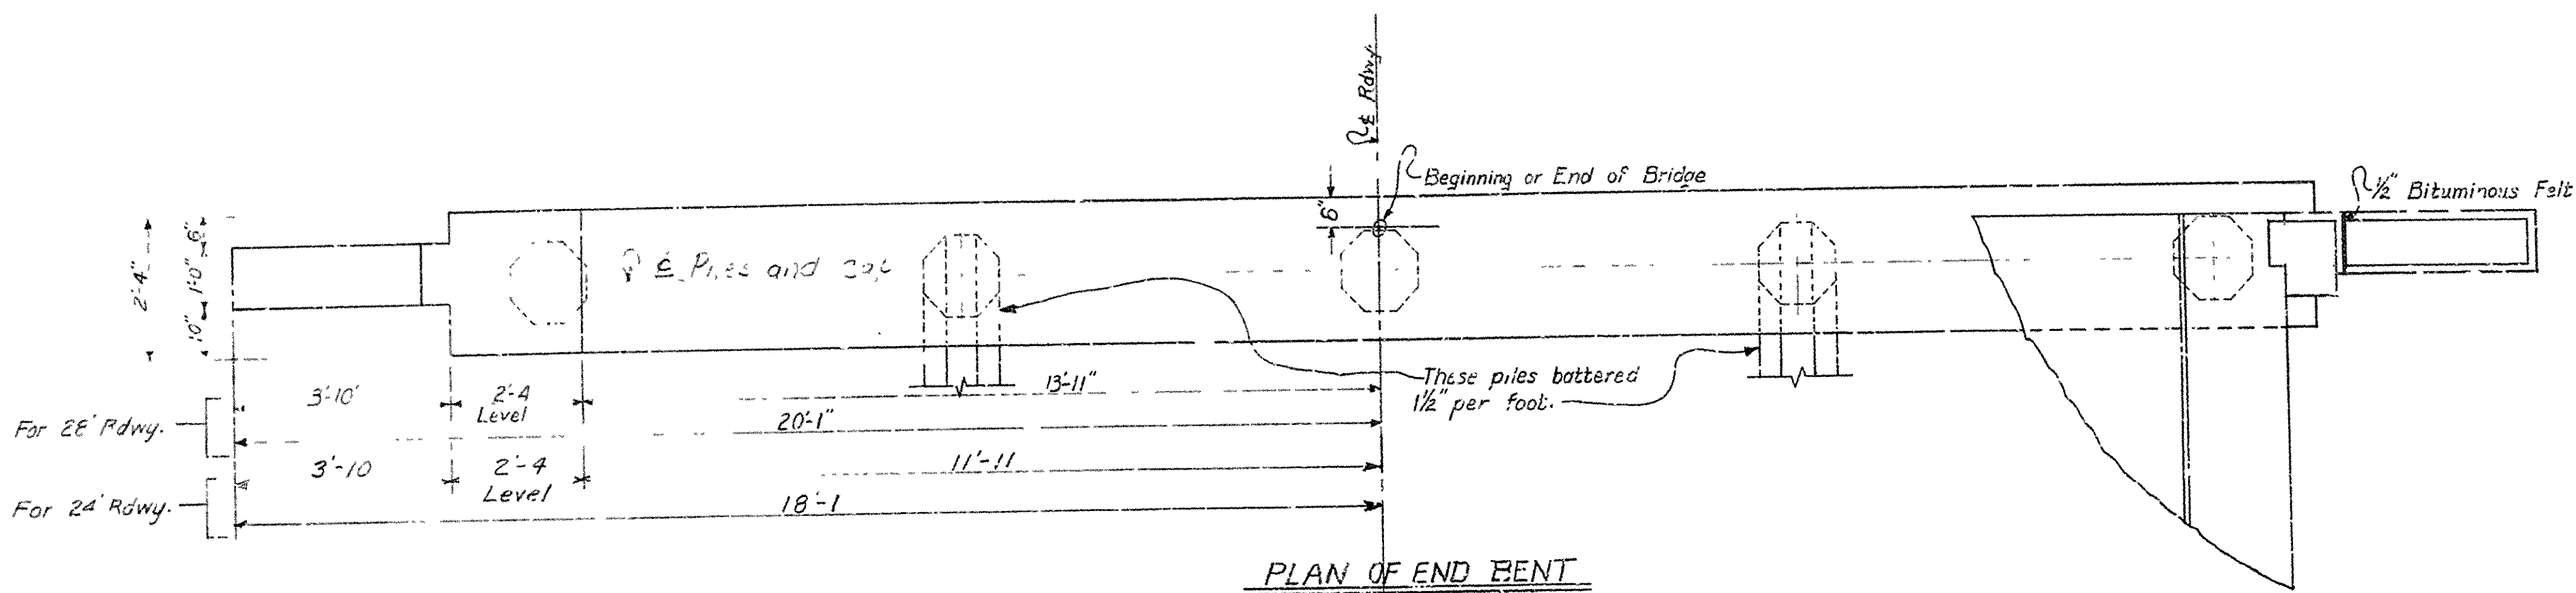 ℄ Rdwy.
Beginning or End of Bridge
1/2" Bituminous Felt
6"
2'-4"
6"
1'-0"
10"
℄ Piles and Cap
These piles battered
1 1/2" per foot.
For 28' Rdwy.
3'-10"
2'-4
Level
13'-11"
20'-1"
For 24' Rdwy.
3'-10
2'-4
Level
11'-11
18'-1
PLAN OF END BENT